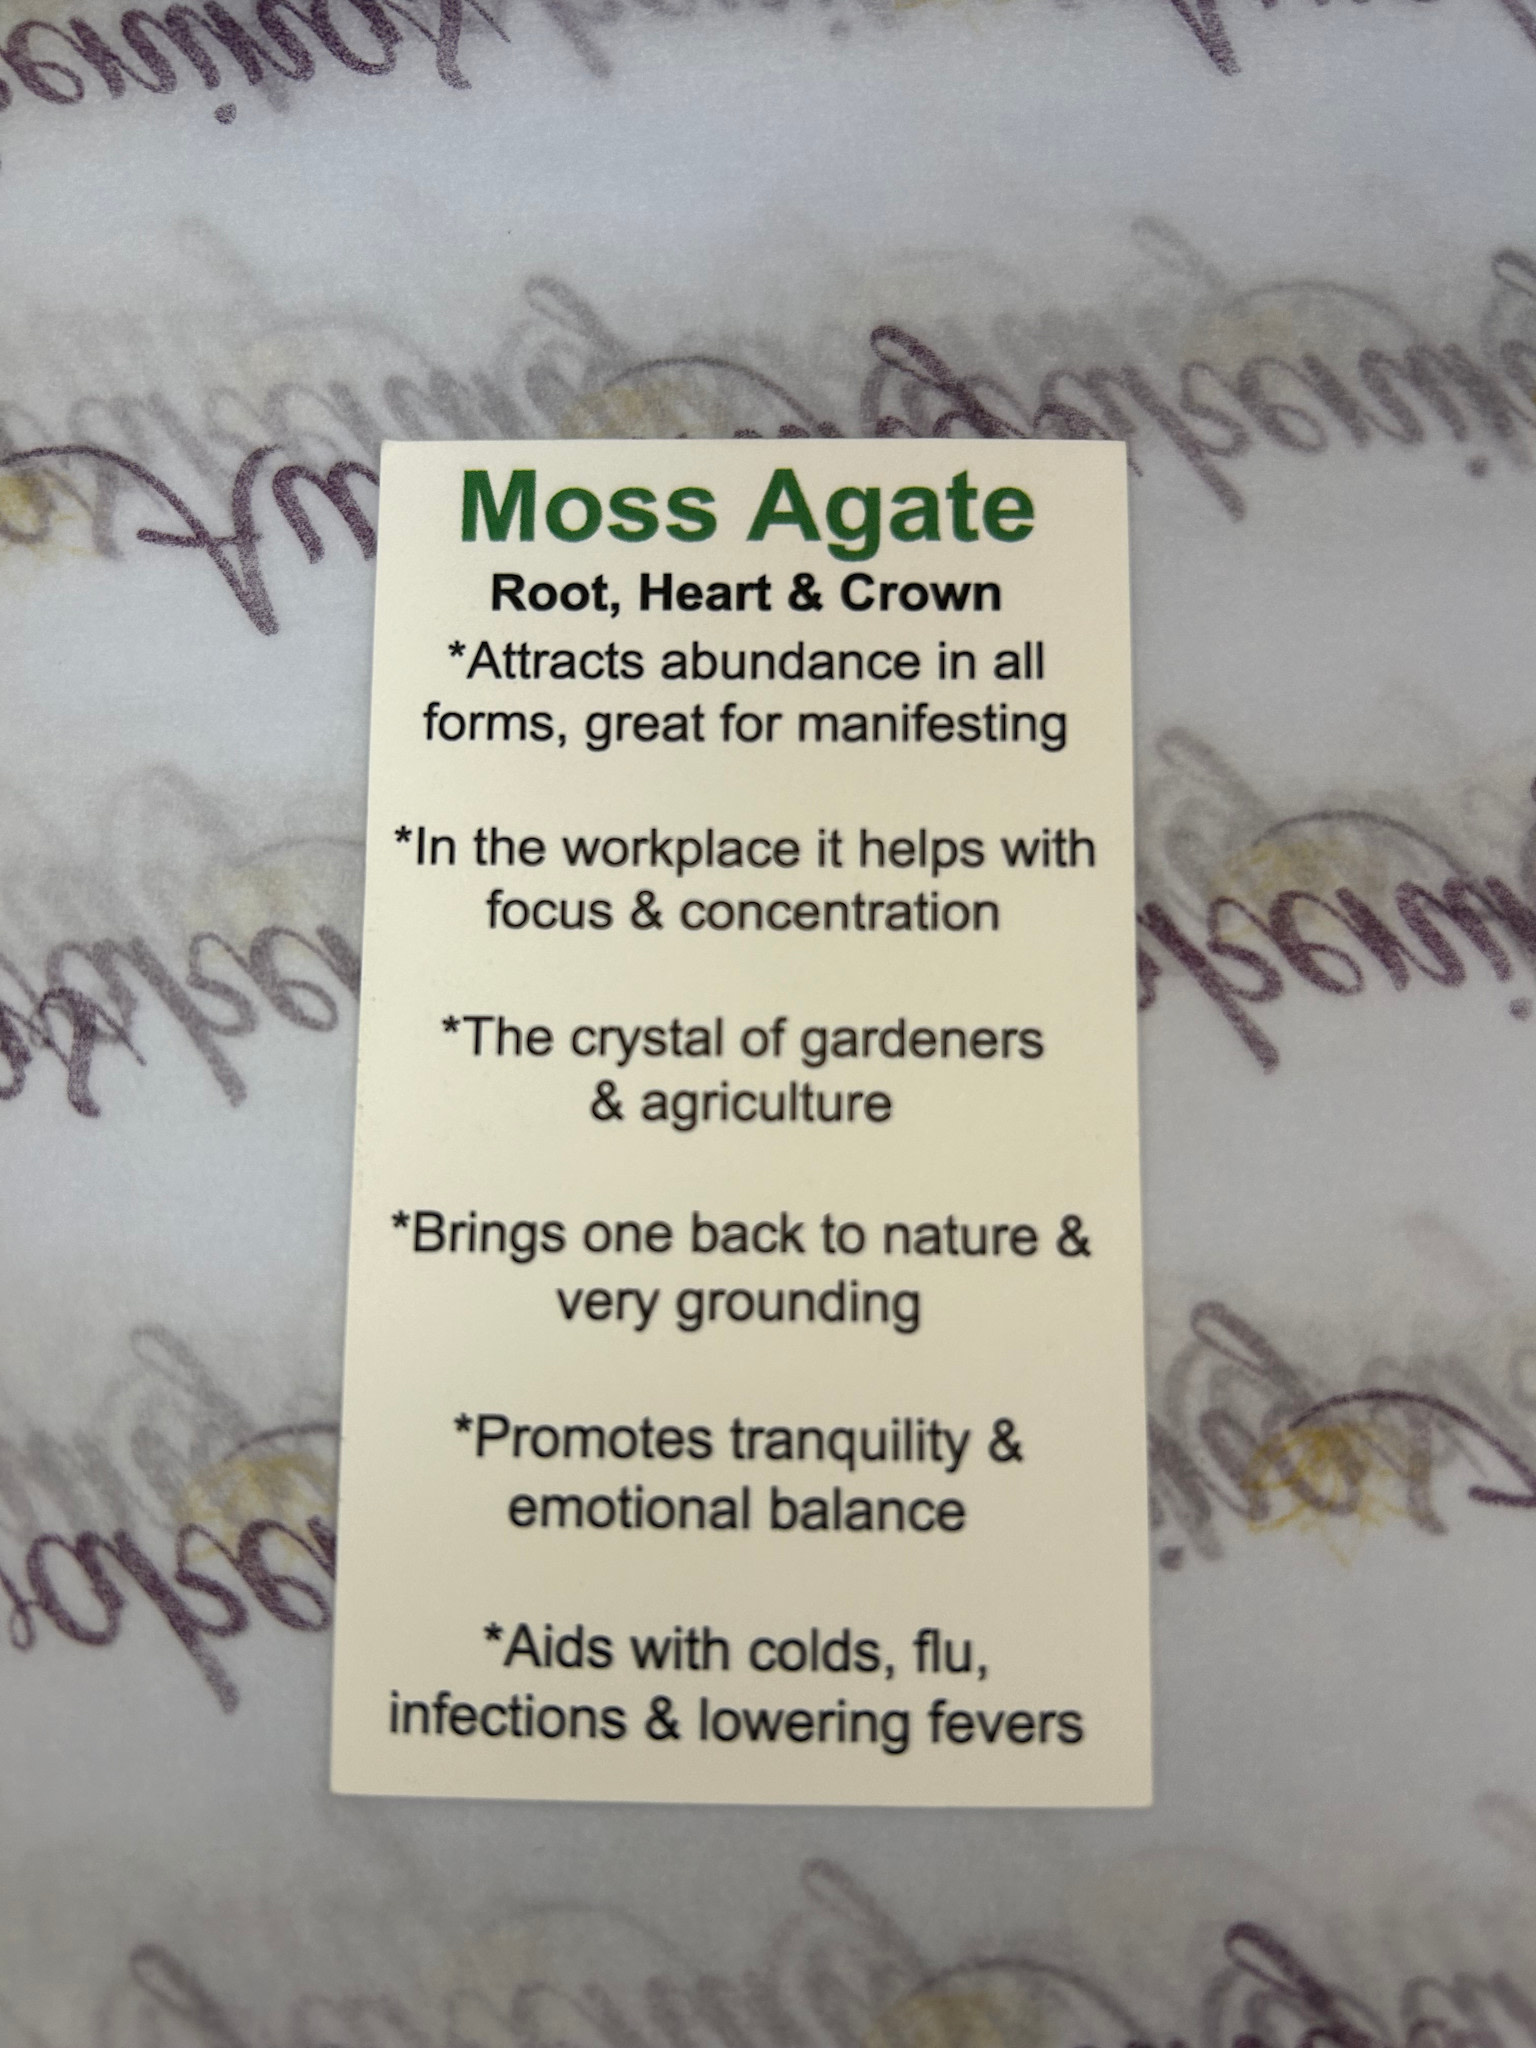 Moss Agate
Root, Heart & Crown
*Attracts abundance in all
forms, great for manifesting
*In the workplace it helps with
focus & concentration
*The crystal of gardeners
& agriculture
*Brings one back to nature &
very grounding
*Promotes tranquility &
emotional balance
*Aids with colds, flu,
infections & lowering fevers